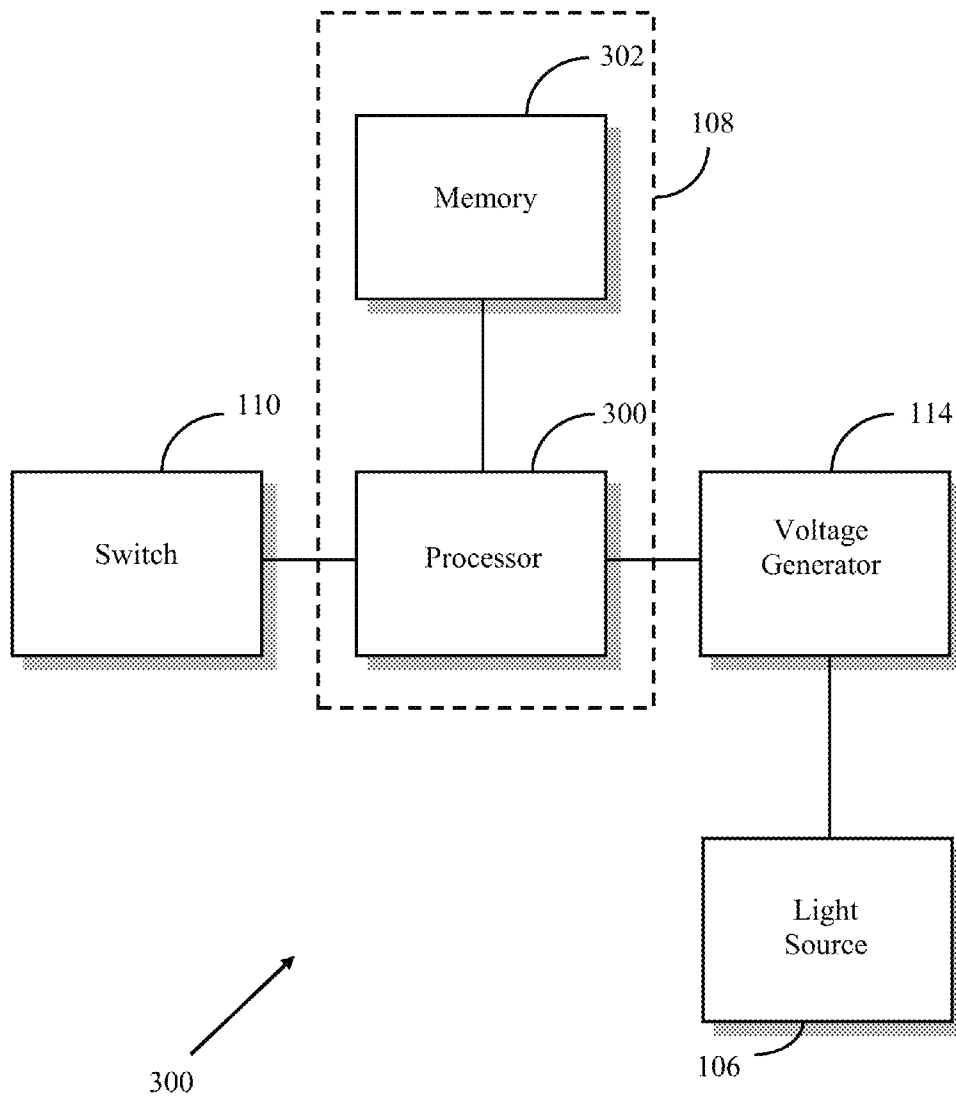 302
108
Memory
110
300
114
Switch
Processor
Voltage
Generator
Light
Source
106
300